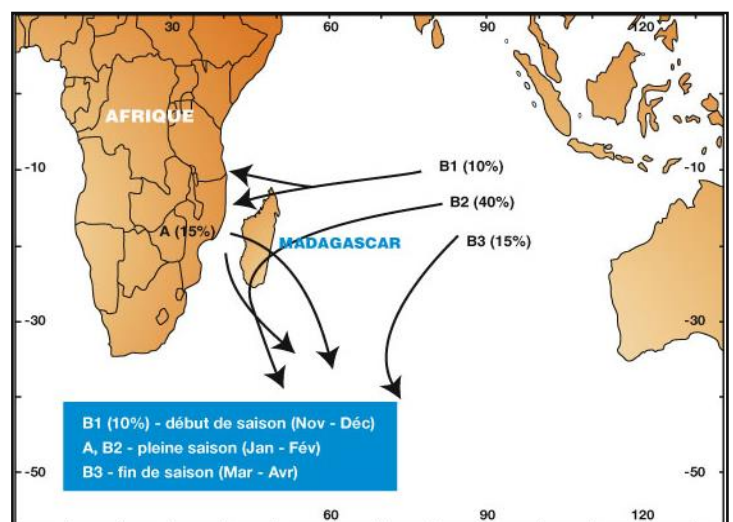 30 60 90 120
AFRIQUE
-10 B1 (10%) -10
B2 (40%)
A (15%) MADAGASCAR B3 (15%)
-30 -30
B1 (10%) - début de saison (Nov - Déc)
A, B2 - pleine saison (Jan - Fév)
B3 - fin de saison (Mar - Avr)
-50 -50
60 90 120